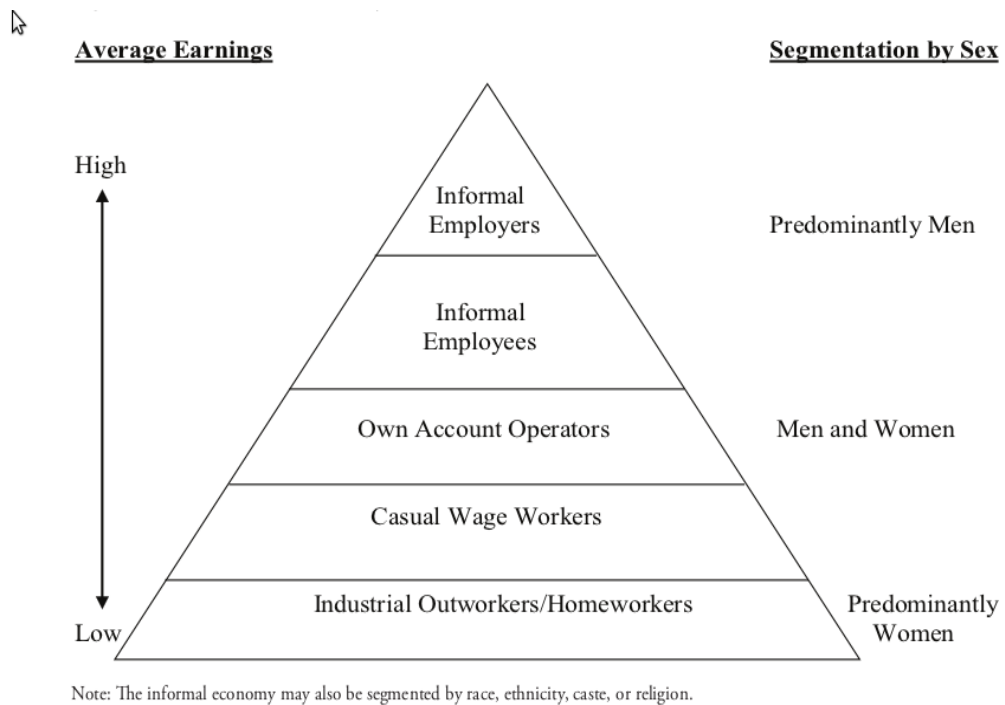 Average Earnings
Segmentation by Sex
High
Informal
Employers
Predominantly Men
Informal
Employees
Own Account Operators
Men and Women
Casual Wage Workers
Industrial Outworkers/Homeworkers
Predominantly
Women
Low
Note: The informal economy may also be segmented by race, ethnicity, caste, or religion.